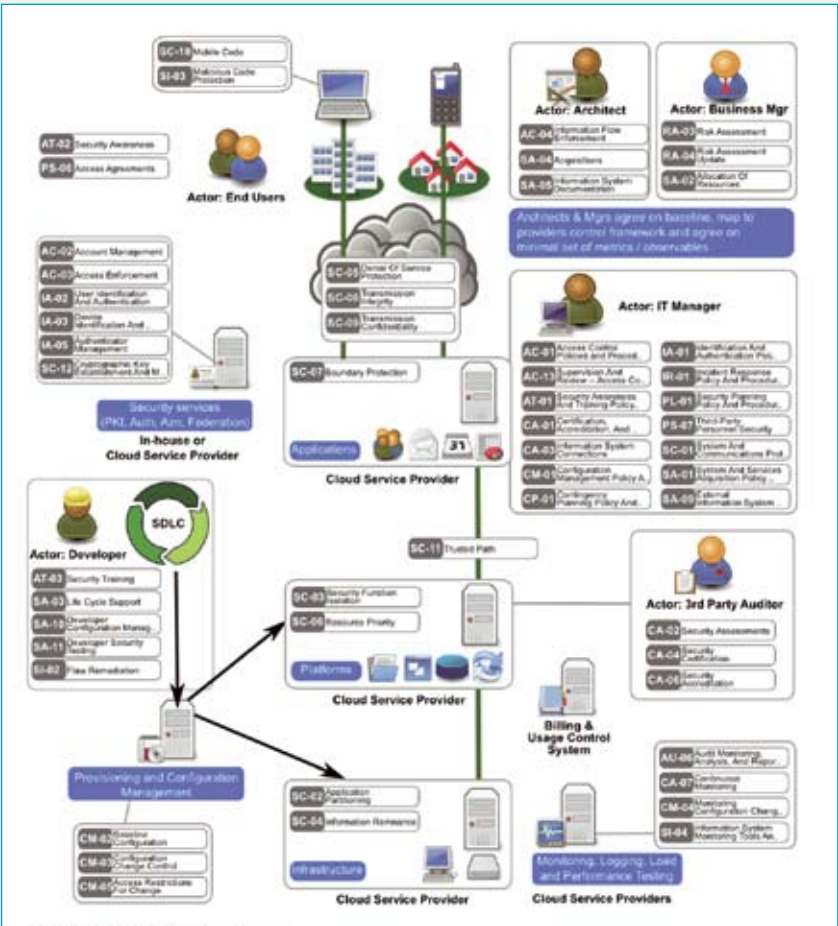 SC-18 Mobile Code
SI-03 Malicious Code
Protection
AT-02 Security Awareness
PS-06 Access Agreements
Actor: End Users
Actor: Architect
AC-04 Information Flow
Enforcement
SA-04 Acquisitions
SA-05 Information System
Documentation
Actor: Business Mgr
RA-03 Risk Assessment
RA-04 Risk Assessment
Update
SA-02 Allocation Of
Resources
Architects & Mgrs agree on baseline, map to
providers control framework and agree on
minimal set of metrics / observables
AC-02 Account Management
AC-03 Access Enforcement
IA-02 User Identification
And Authentication
IA-03 Device
Identification And ...
IA-05 Authenticator
Management
SC-12 Cryptographic Key
Establishment And M
Security services
(PKI, Auth, Azn, Federation)
In-house or
Cloud Service Provider
SC-05 Denial Of Service
Protection
SC-08 Transmission
Integrity
SC-09 Transmission
Confidentiality
SC-07 Boundary Protection
Applications
31
Cloud Service Provider
Actor: IT Manager
AC-01 Access Control
Policies and Proced..
AC-13 Supervision And
Review – Access Co..
AT-01 Security Awareness
And Training Policy..
CA-01 Certification,
Accreditation, And ..
CA-03 Information System
Connections
CM-01 Configuration
Management Policy A..
CP-01 Contingency
Planning Policy And..
IA-01 Identification And
Authentication Poli..
IR-01 Incident Response
Policy And Procedur..
PL-01 Security Planning
Policy And Procedur..
PS-07 Third-Party
Personnel Security
SC-01 System And
Communications Prot..
SA-01 System And Services
Acquisition Policy ..
SA-09 External
Information System ..
SDLC
Actor: Developer
AT-03 Security Training
SA-03 Life Cycle Support
SA-10 Developer
Configuration Manag..
SA-11 Developer Security
Testing
SI-02 Flaw Remediation
SC-11 Trusted Path
SC-03 Security Function
Isolation
SC-06 Resource Priority
Platforms
Cloud Service Provider
Actor: 3rd Party Auditor
CA-02 Security Assessments
CA-04 Security
Certification
CA-06 Security
Accreditation
Billing &
Usage Control
System
Provisioning and Configuration
Management
CM-02 Baseline
Configuration
CM-03 Configuration
Change Control
CM-05 Access Restrictions
For Change
SC-02 Application
Partitioning
SC-04 Information Remnance
Infrastructure
Cloud Service Provider
AU-06 Audit Monitoring,
Analysis, And Repor..
CA-07 Continuous
Monitoring
CM-04 Monitoring
Configuration Chang..
SI-04 Information System
Monitoring Tools An..
Monitoring, Logging, Load
and Performance Testing
Cloud Service Providers